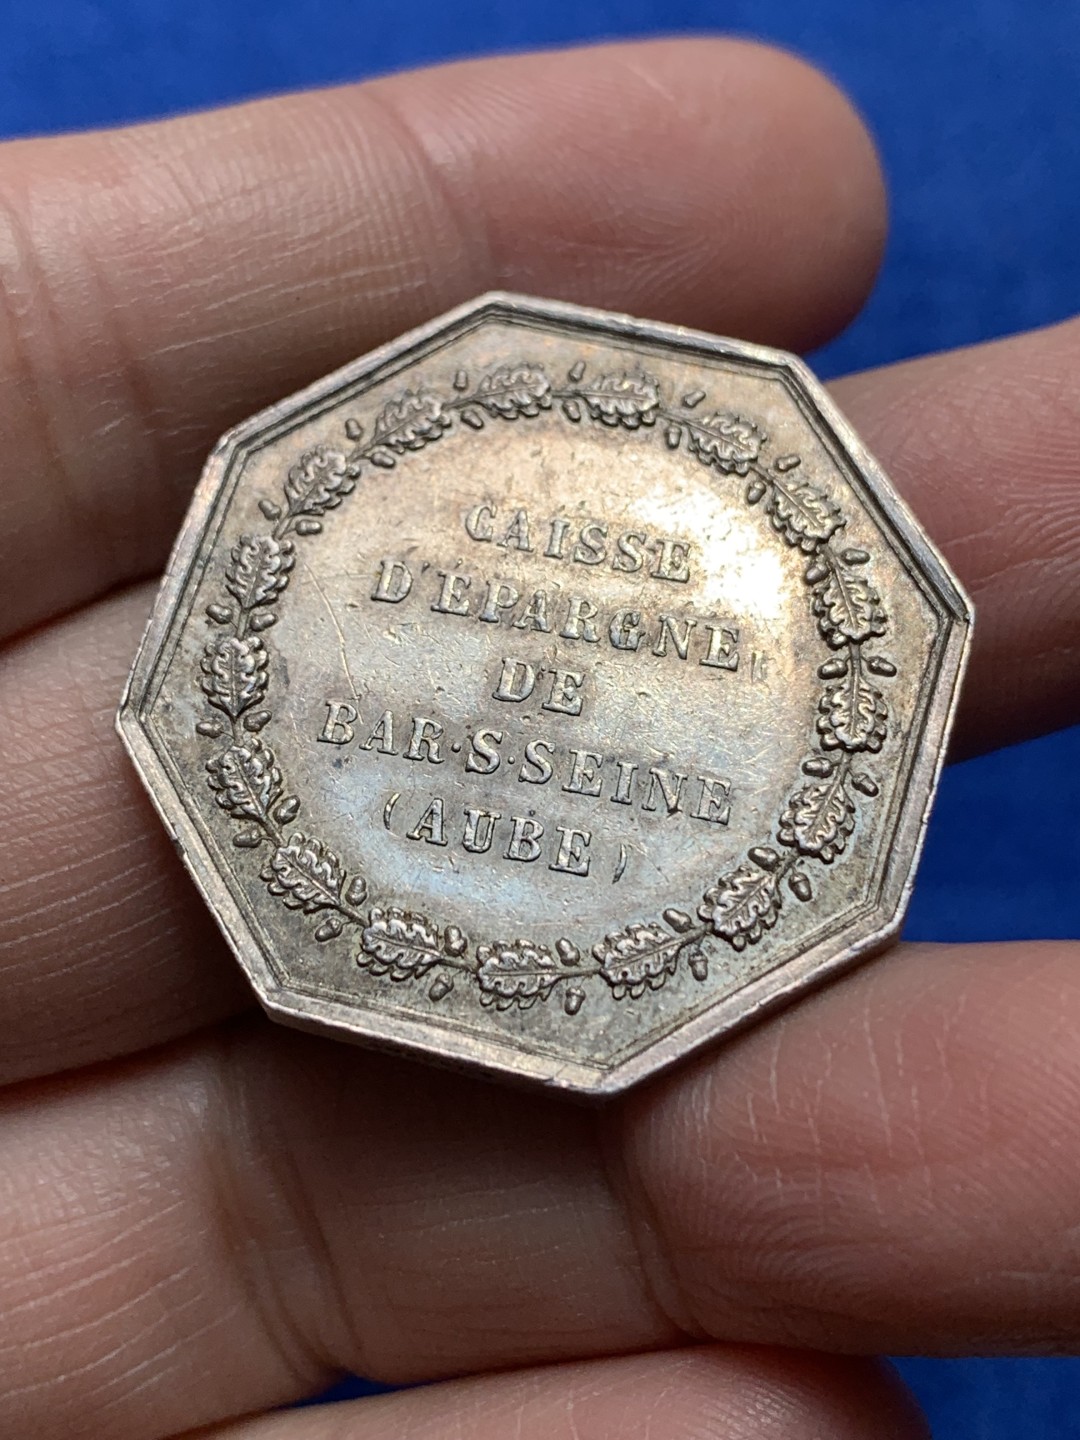 CAISSE
D'EPARGNE
DE
BAR·S·SEINE
(AUBE)